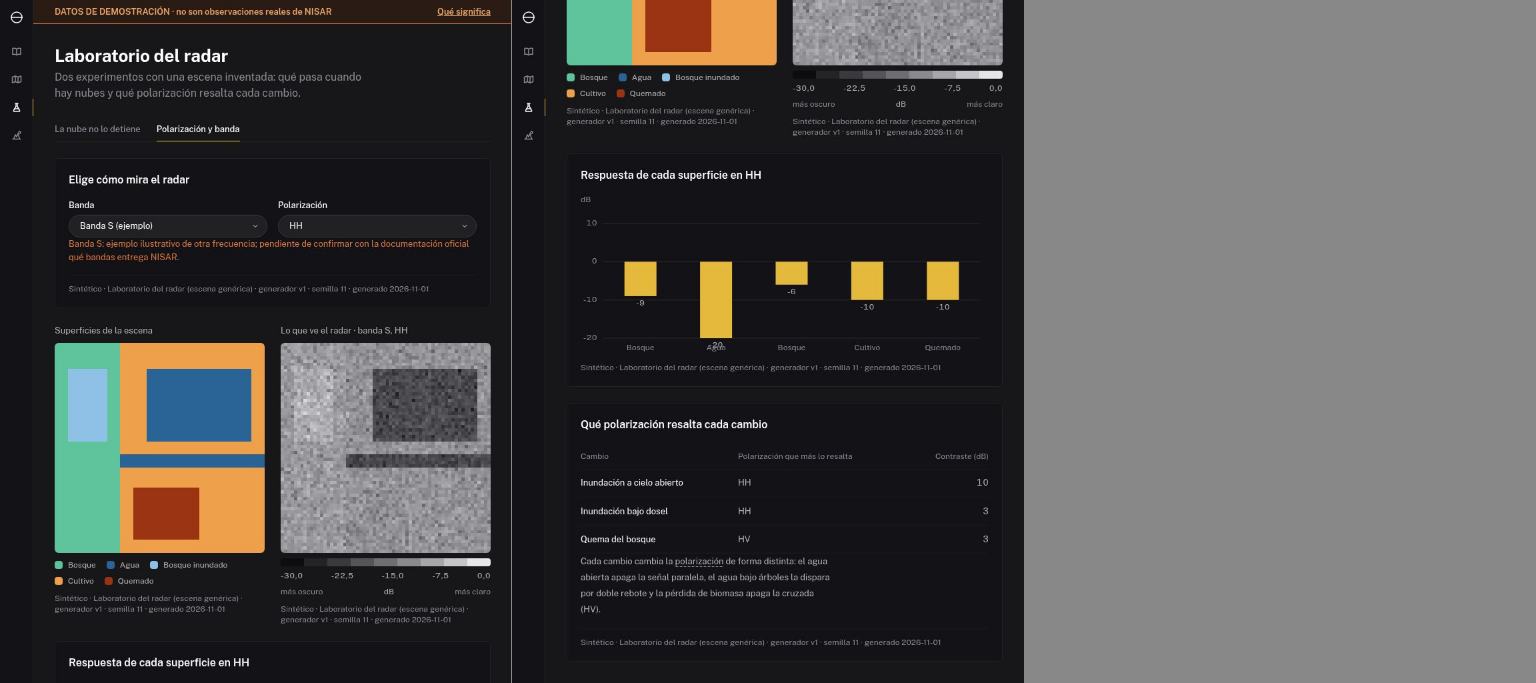 DATOS DE DEMOSTRACIÓN · no son observaciones reales de NISAR
Qué significa
Laboratorio del radar
Dos experimentos con una escena inventada: qué pasa cuando
hay nubes y qué polarización resalta cada cambio.
La nube no lo detiene
Polarización y banda
Elige cómo mira el radar
Banda
Polarización
Banda S (ejemplo)
HH
Banda S: ejemplo ilustrativo de otra frecuencia; pendiente de confirmar con la documentación oficial
qué bandas entrega NISAR.
Sintético · Laboratorio del radar (escena genérica) · generador v1 · semilla 11 · generado 2026-11-01
Superficies de la escena
Lo que ve el radar · banda S, HH
Bosque
Agua
Bosque inundado
Cultivo
Quemado
Sintético · Laboratorio del radar (escena genérica) ·
generador v1 · semilla 11 · generado 2026-11-01
-30,0
-22,5
-15,0
-7,5
0,0
más oscuro
dB
más claro
Sintético · Laboratorio del radar (escena genérica) ·
generador v1 · semilla 11 · generado 2026-11-01
Respuesta de cada superficie en HH
Bosque
Agua
Bosque inundado
Cultivo
Quemado
Sintético · Laboratorio del radar (escena genérica) ·
generador v1 · semilla 11 · generado 2026-11-01
-30,0
-22,5
-15,0
-7,5
0,0
más oscuro
dB
más claro
Sintético · Laboratorio del radar (escena genérica) ·
generador v1 · semilla 11 · generado 2026-11-01
Respuesta de cada superficie en HH
dB
10
0
-10
-20
-9
-20
-6
-10
-10
Bosque
Agua
Bosque
Cultivo
Quemado
Sintético · Laboratorio del radar (escena genérica) · generador v1 · semilla 11 · generado 2026-11-01
Qué polarización resalta cada cambio
Cambio
Polarización que más lo resalta
Contraste (dB)
Inundación a cielo abierto
HH
10
Inundación bajo dosel
HH
3
Quema del bosque
HV
3
Cada cambio cambia la polarización de forma distinta: el agua
abierta apaga la señal paralela, el agua bajo árboles la dispara
por doble rebote y la pérdida de biomasa apaga la cruzada
(HV).
Sintético · Laboratorio del radar (escena genérica) · generador v1 · semilla 11 · generado 2026-11-01